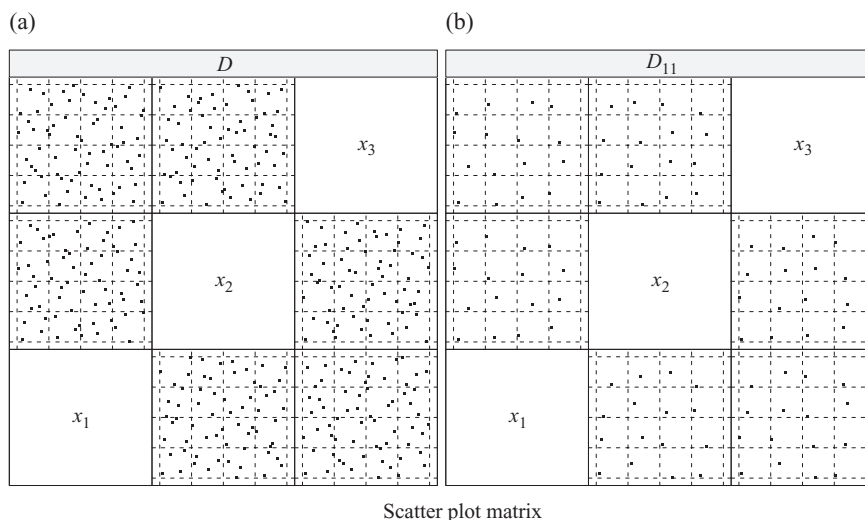 (a)
(b)
D
D₁₁
x₃
x₃
x₂
x₂
x₁
x₁
Scatter plot matrix